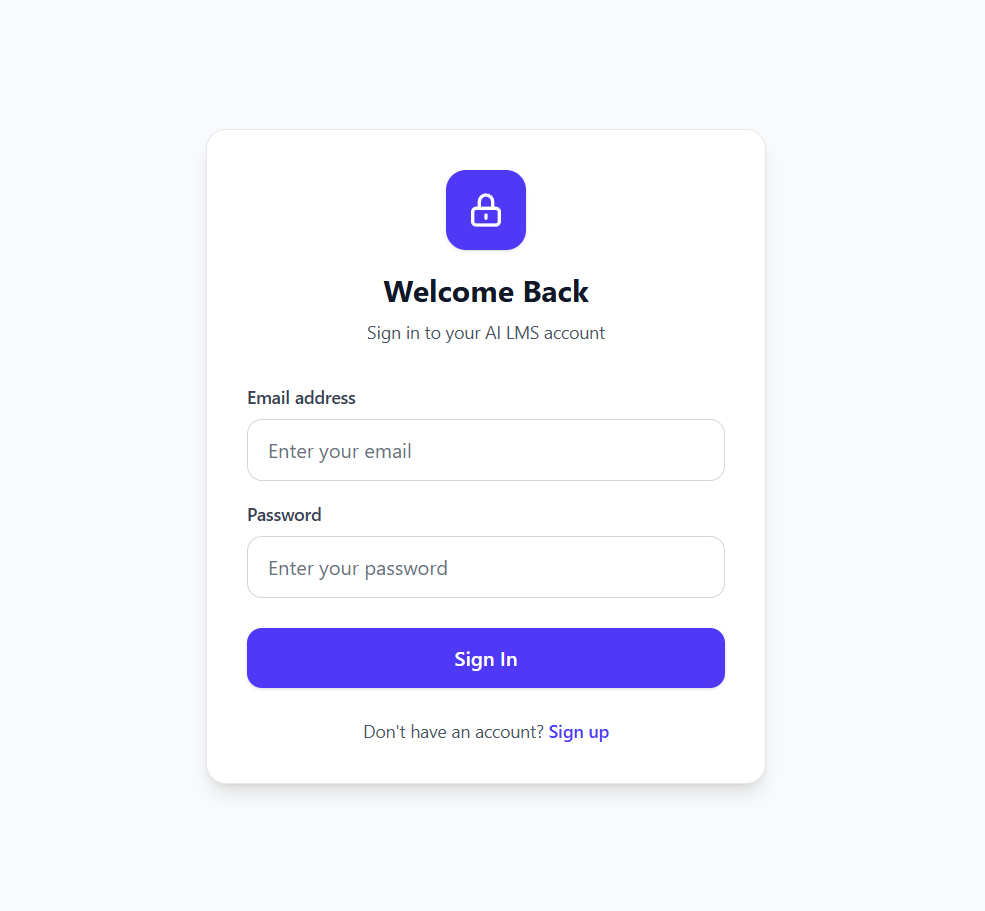 Welcome Back
Sign in to your AI LMS account
Email address
Enter your email
Password
Enter your password
Sign In
Don't have an account? Sign up